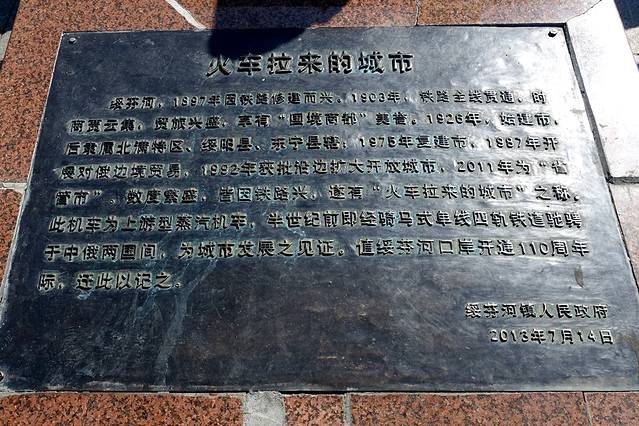 火车拉来的城市
绥芬河，1897年因铁路修建而兴。1903年，铁路全线贯通，时
商贾云集，贸旅兴盛，享有“国境商都”美誉。1926年，始建市，
后隶属北满特区、绥阳县、东宁县辖；1975年复建市，1987年开
展对俄边境贸易，1992年获批沿边扩大开放城市，2011年为“省
管市”。数度繁盛，皆因铁路兴，遂有“火车拉来的城市”之称。
此机车为上游型蒸汽机车，半世纪前即经骑马式单线四轨铁道驰骋
于中俄两国间，为城市发展之见证。值绥芬河口岸开造110周年
际，迁此以记之。
绥芬河镇人民政府
2013年7月14日